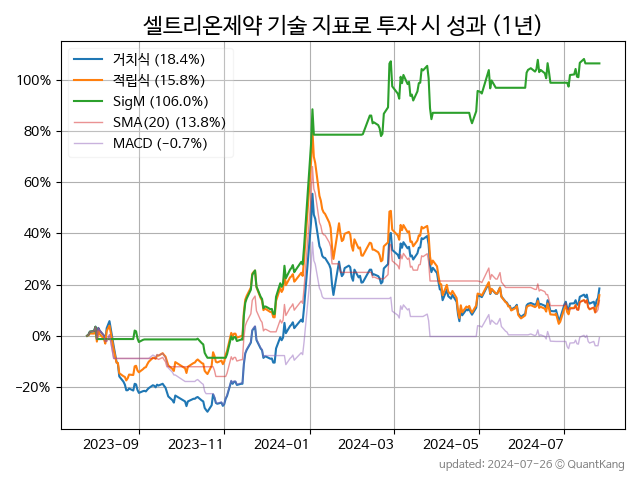 셀트리온제약 기술 지표로 투자 시 성과 (1년)
거치식 (18.4%)
적립식 (15.8%)
SigM (106.0%)
SMA(20) (13.8%)
MACD (−0.7%)
100%
80%
60%
40%
20%
0%
−20%
2023-09 2023-11 2024-01 2024-03 2024-05 2024-07
updated: 2024-07-26 © QuantKang